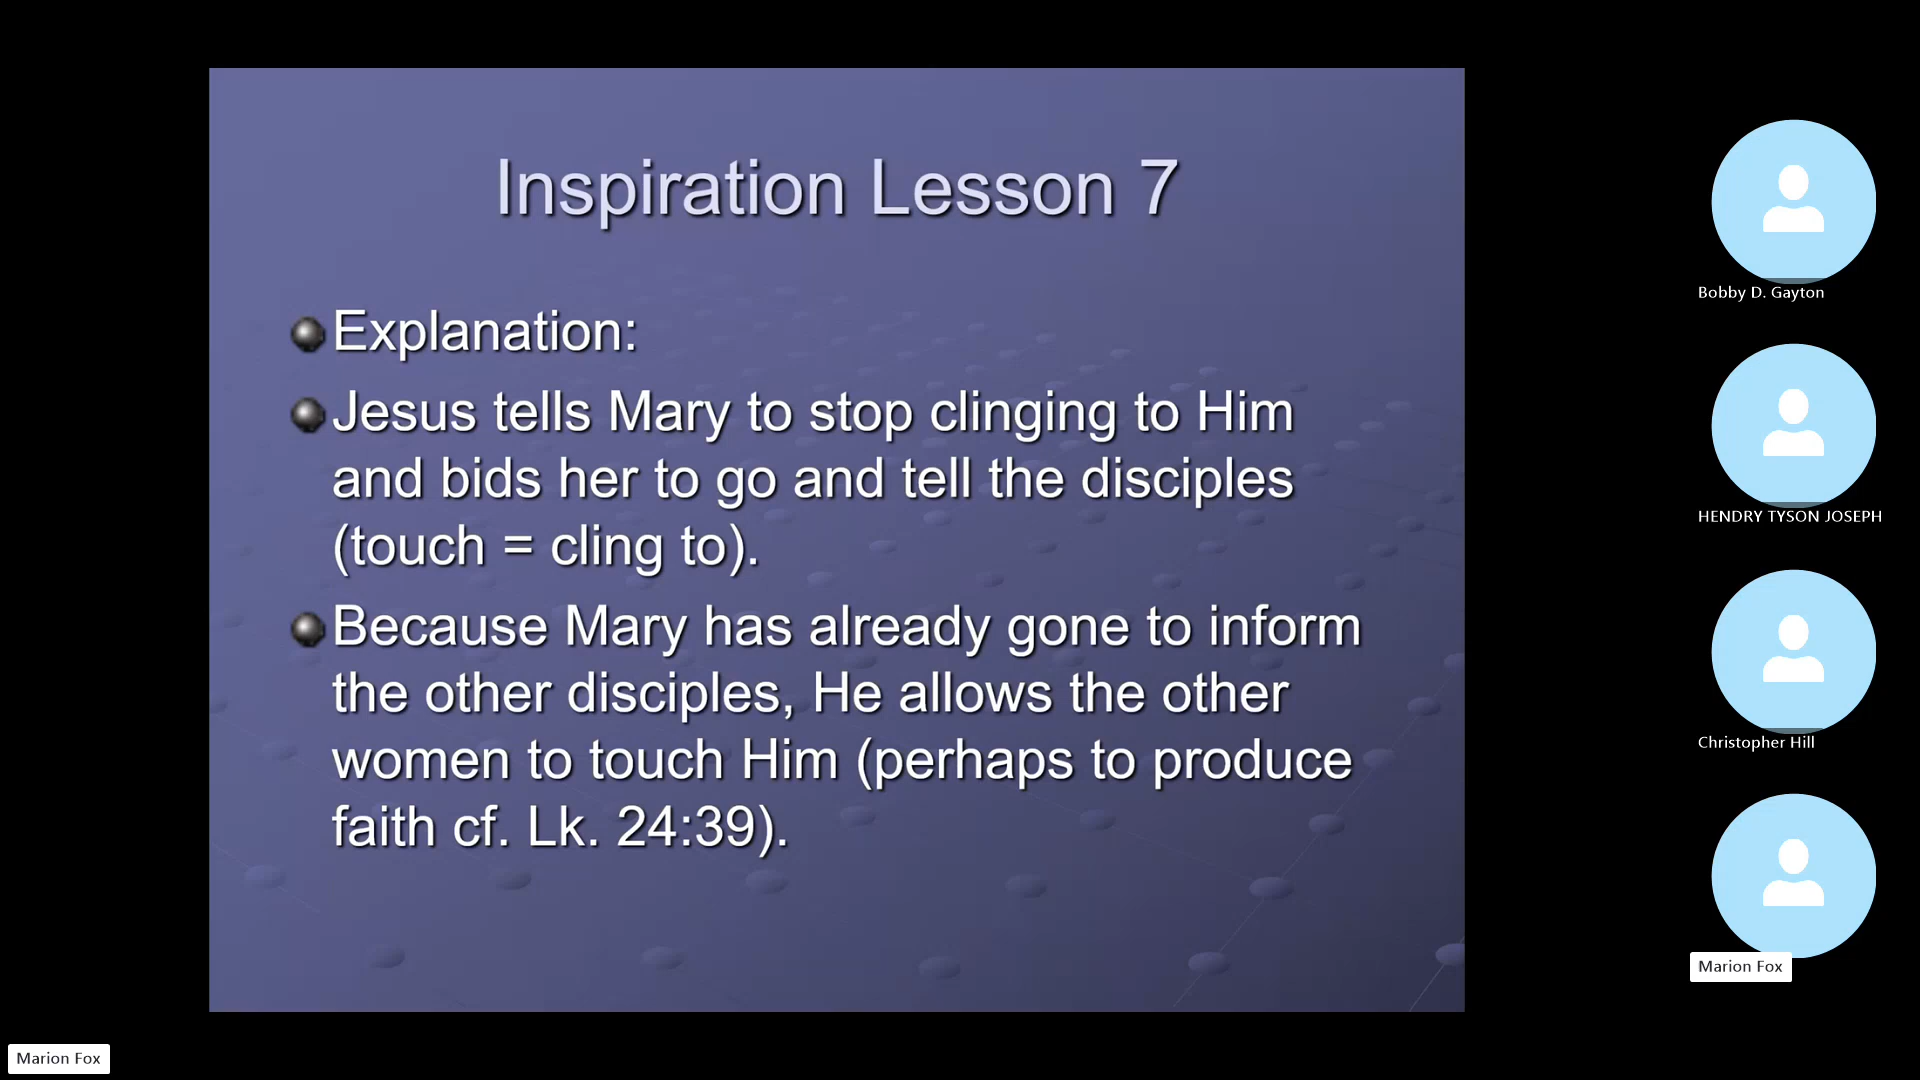 Inspiration Lesson 7
Explanation:
Jesus tells Mary to stop clinging to Him
and bids her to go and tell the disciples
(touch = cling to).
Because Mary has already gone to inform
the other disciples, He allows the other
women to touch Him (perhaps to produce
faith cf. Lk. 24:39).
Bobby D. Gayton
HENDRY TYSON JOSEPH
Christopher Hill
Marion Fox
Marion Fox